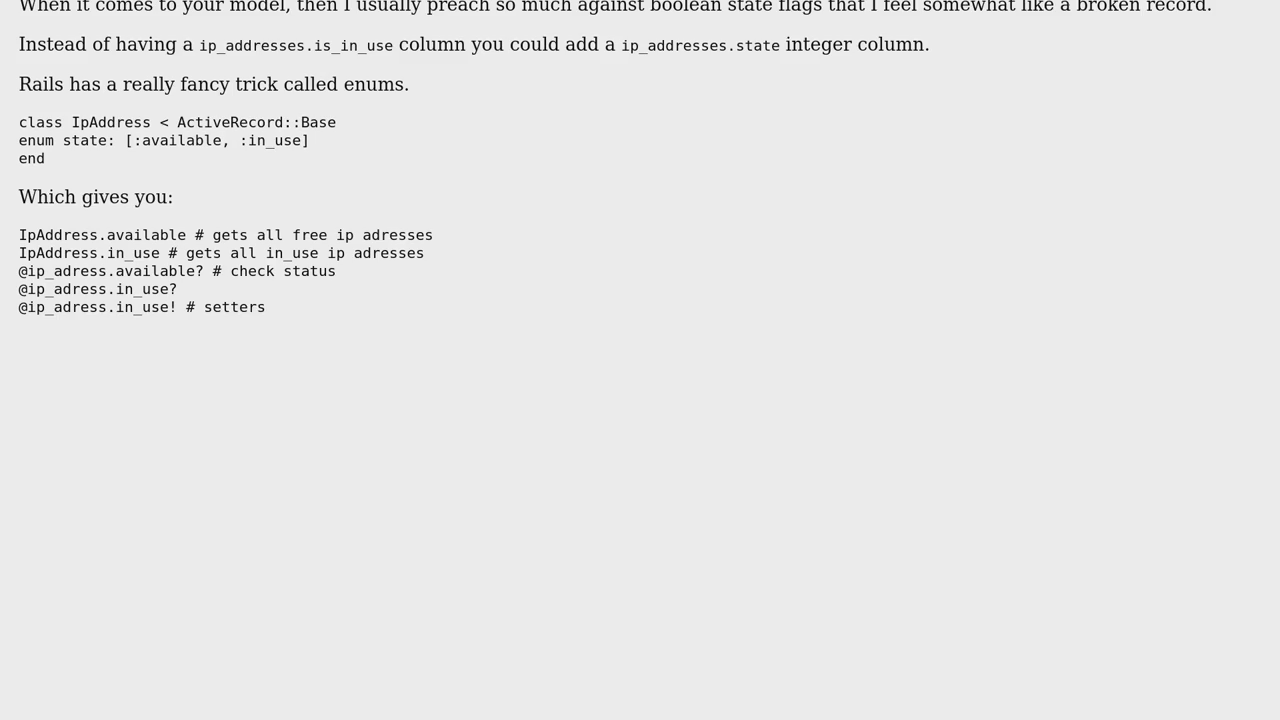 When it comes to your model, then I usually preach so much against boolean state flags that I feel somewhat like a broken record.
Instead of having a ip_addresses.is_in_use column you could add a ip_addresses.state integer column.
Rails has a really fancy trick called enums.
class IpAddress < ActiveRecord::Base
enum state: [:available, :in_use]
end
Which gives you:
IpAddress.available # gets all free ip adresses
IpAddress.in_use # gets all in_use ip adresses
@ip_adress.available? # check status
@ip_adress.in_use?
@ip_adress.in_use! # setters